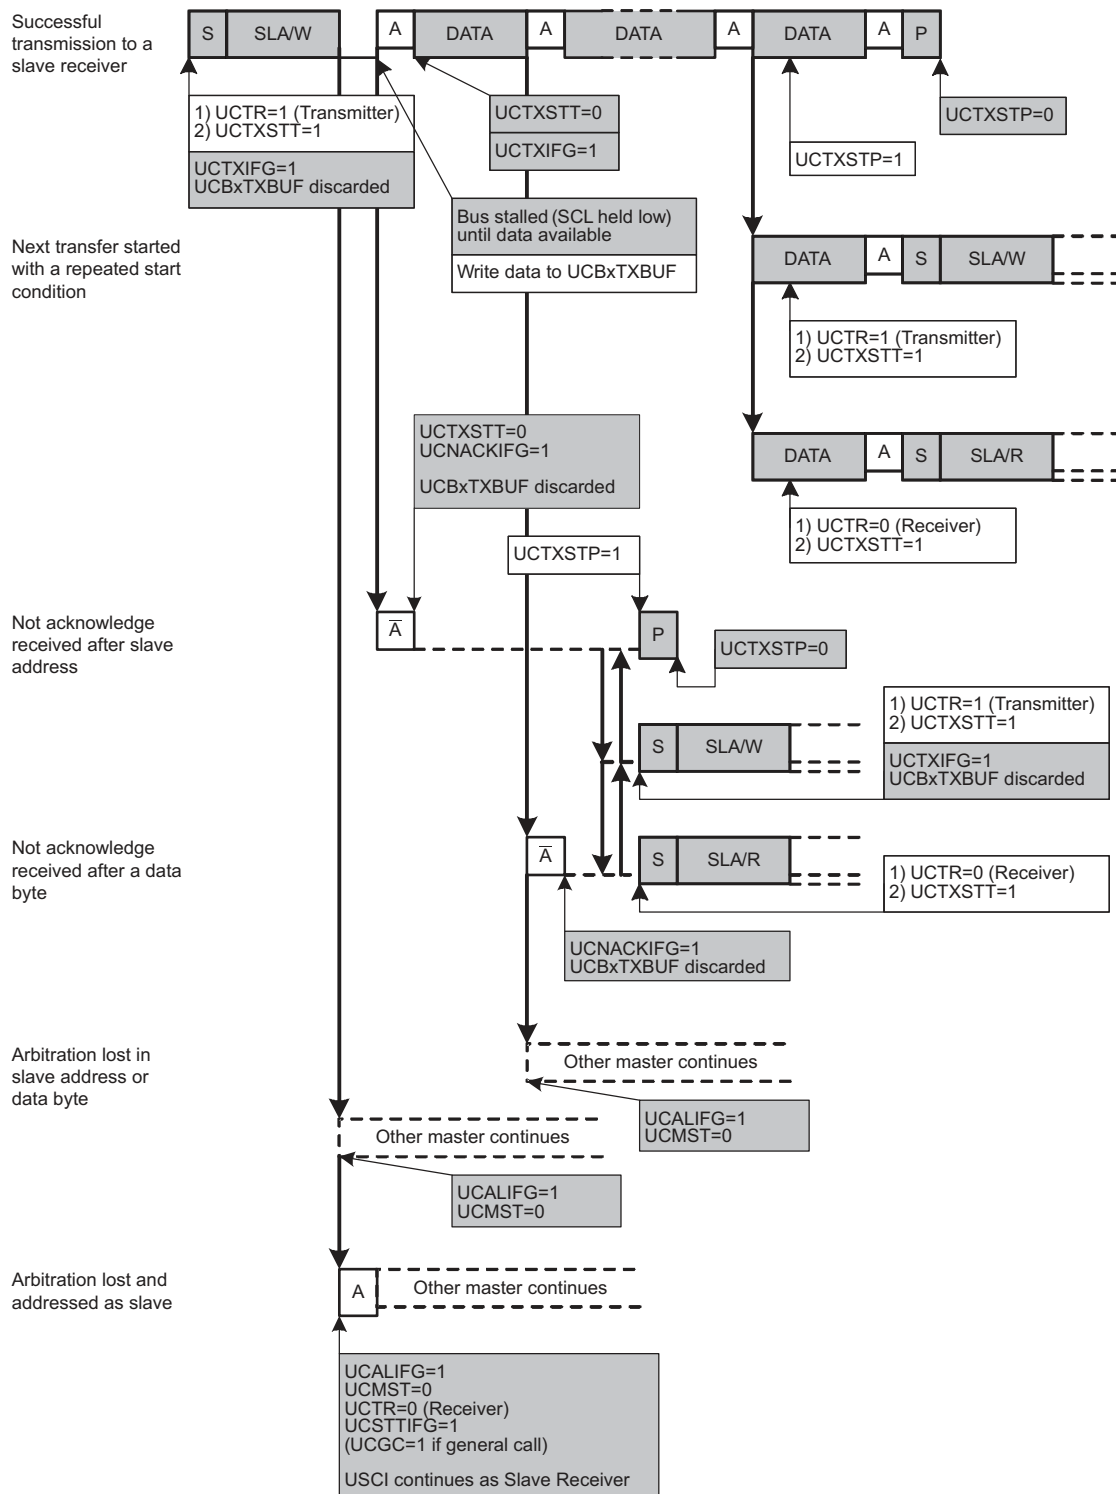 Successful
transmission to a
slave receiver
S SLA/W A DATA A DATA A DATA A P
1) UCTR=1 (Transmitter)
2) UCTXSTT=1
UCTXIFG=1
UCBxTXBUF discarded
UCTXSTT=0
UCTXIFG=1
UCTXSTP=1
UCTXSTP=0
Bus stalled (SCL held low)
until data available
Write data to UCBxTXBUF
Next transfer started
with a repeated start
condition
DATA A S SLA/W
1) UCTR=1 (Transmitter)
2) UCTXSTT=1
DATA A S SLA/R
1) UCTR=0 (Receiver)
2) UCTXSTT=1
UCTXSTT=0
UCNACKIFG=1
UCBxTXBUF discarded
UCTXSTP=1
Not acknowledge
received after slave
address
A̅ P
UCTXSTP=0
S SLA/W
1) UCTR=1 (Transmitter)
2) UCTXSTT=1
UCTXIFG=1
UCBxTXBUF discarded
Not acknowledge
received after a data
byte
A̅ S SLA/R
1) UCTR=0 (Receiver)
2) UCTXSTT=1
UCNACKIFG=1
UCBxTXBUF discarded
Arbitration lost in
slave address or
data byte
Other master continues
UCALIFG=1
UCMST=0
Other master continues
UCALIFG=1
UCMST=0
Arbitration lost and
addressed as slave
A Other master continues
UCALIFG=1
UCMST=0
UCTR=0 (Receiver)
UCSTTIFG=1
(UCGC=1 if general call)
USCI continues as Slave Receiver